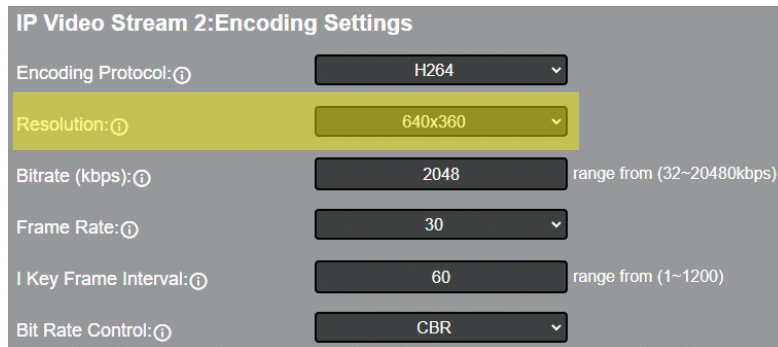 IP Video Stream 2:Encoding Settings
Encoding Protocol: H264
Resolution: 640x360
Bitrate (kbps): 2048 range from (32~20480kbps)
Frame Rate: 30
I Key Frame Interval: 60 range from (1~1200)
Bit Rate Control: CBR